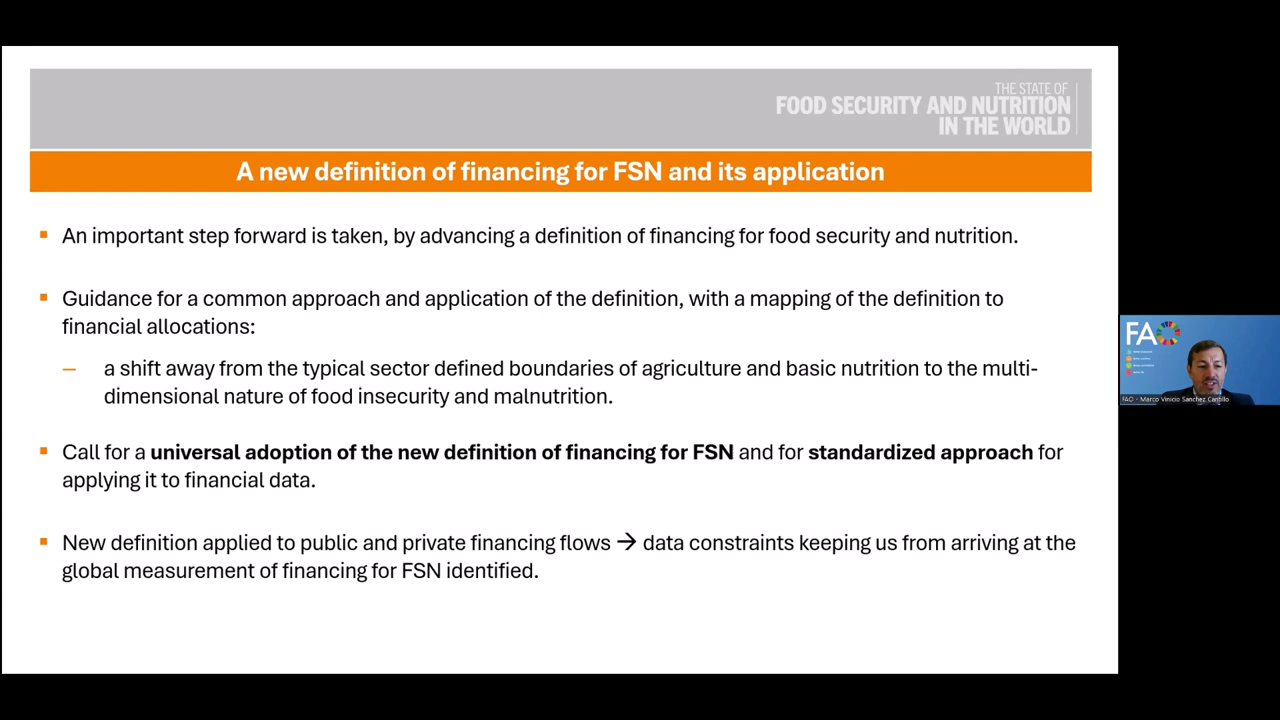 THE STATE OF
FOOD SECURITY AND NUTRITION
IN THE WORLD
A new definition of financing for FSN and its application
An important step forward is taken, by advancing a definition of financing for food security and nutrition.
Guidance for a common approach and application of the definition, with a mapping of the definition to
financial allocations:
a shift away from the typical sector defined boundaries of agriculture and basic nutrition to the multi-
dimensional nature of food insecurity and malnutrition.
Call for a universal adoption of the new definition of financing for FSN and for standardized approach for
applying it to financial data.
New definition applied to public and private financing flows → data constraints keeping us from arriving at the
global measurement of financing for FSN identified.
FAO
FAO - Marco Vinicio Sanchez Cantillo